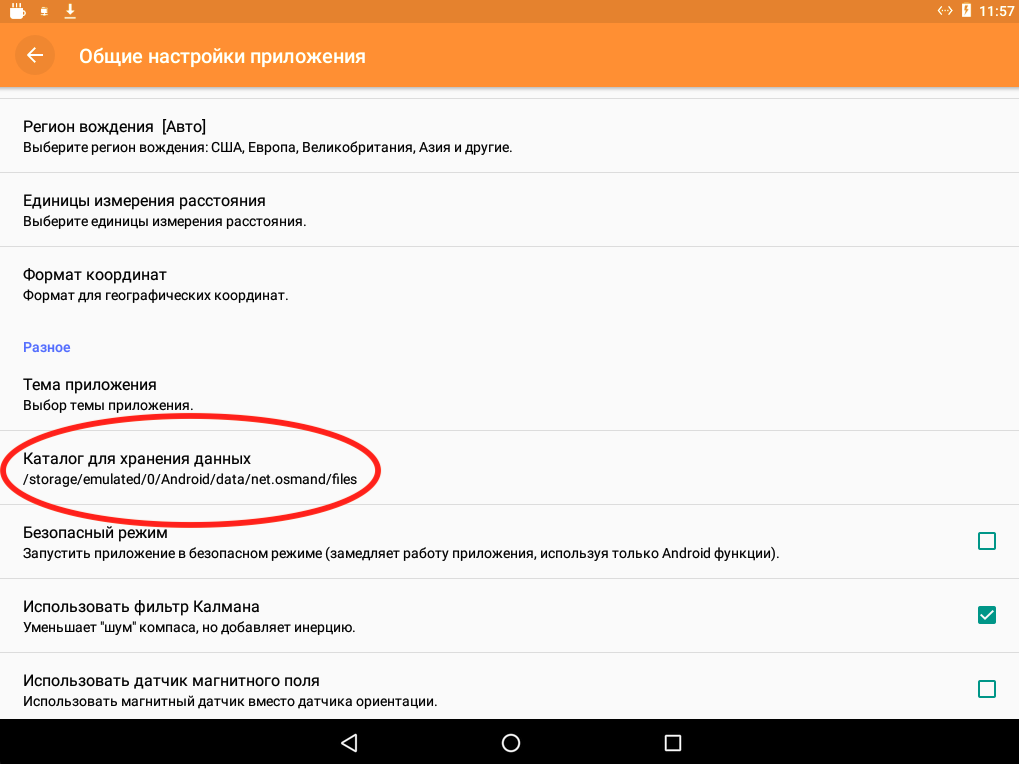 11:57
Общие настройки приложения
Регион вождения [Авто]
Выберите регион вождения: США, Европа, Великобритания, Азия и другие.
Единицы измерения расстояния
Выберите единицы измерения расстояния.
Формат координат
Формат для географических координат.
Разное
Тема приложения
Выбор темы приложения.
Каталог для хранения данных
/storage/emulated/0/Android/data/net.osmand/files
Безопасный режим
Запустить приложение в безопасном режиме (замедляет работу приложения, используя только Android функции).
Использовать фильтр Калмана
Уменьшает "шум" компаса, но добавляет инерцию.
Использовать датчик магнитного поля
Использовать магнитный датчик вместо датчика ориентации.